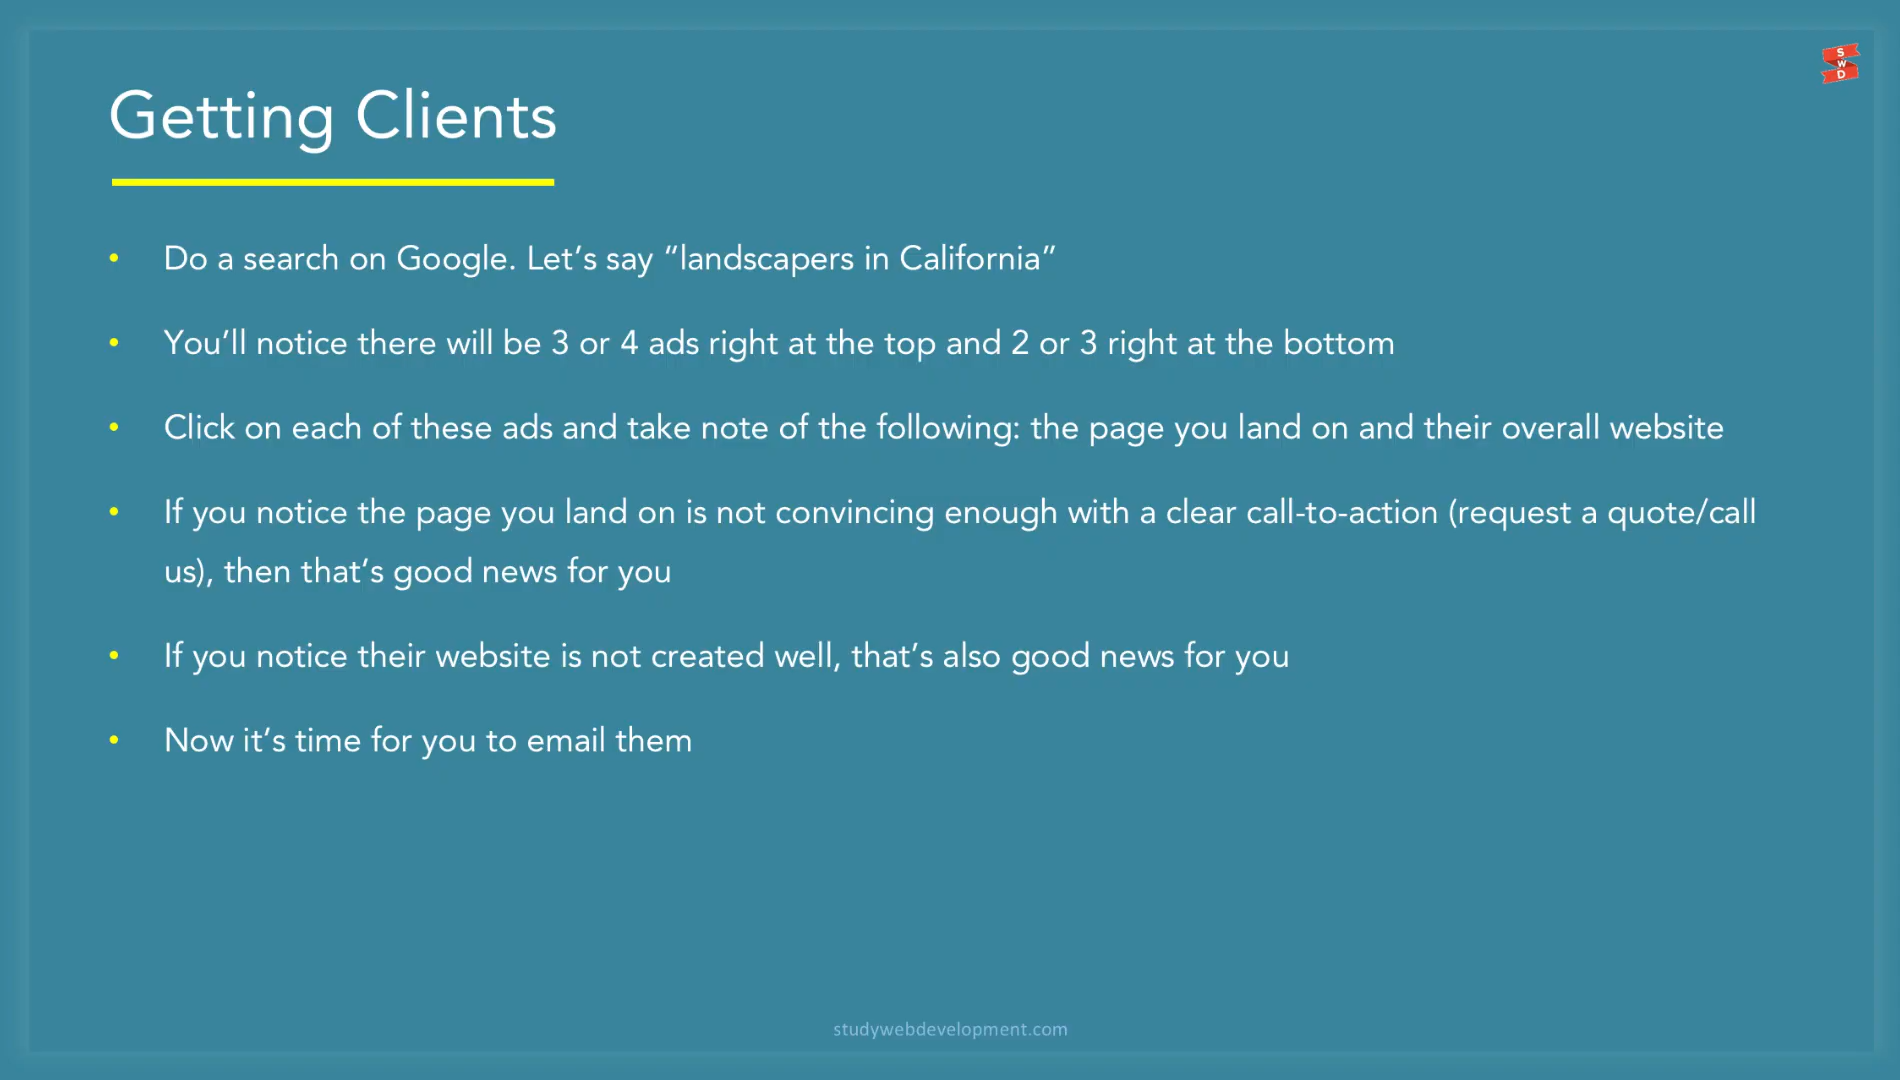 S
W
D
Getting Clients
• Do a search on Google. Let’s say “landscapers in California”
• You’ll notice there will be 3 or 4 ads right at the top and 2 or 3 right at the bottom
• Click on each of these ads and take note of the following: the page you land on and their overall website
• If you notice the page you land on is not convincing enough with a clear call-to-action (request a quote/call
us), then that’s good news for you
• If you notice their website is not created well, that’s also good news for you
• Now it’s time for you to email them
studywebdevelopment.com